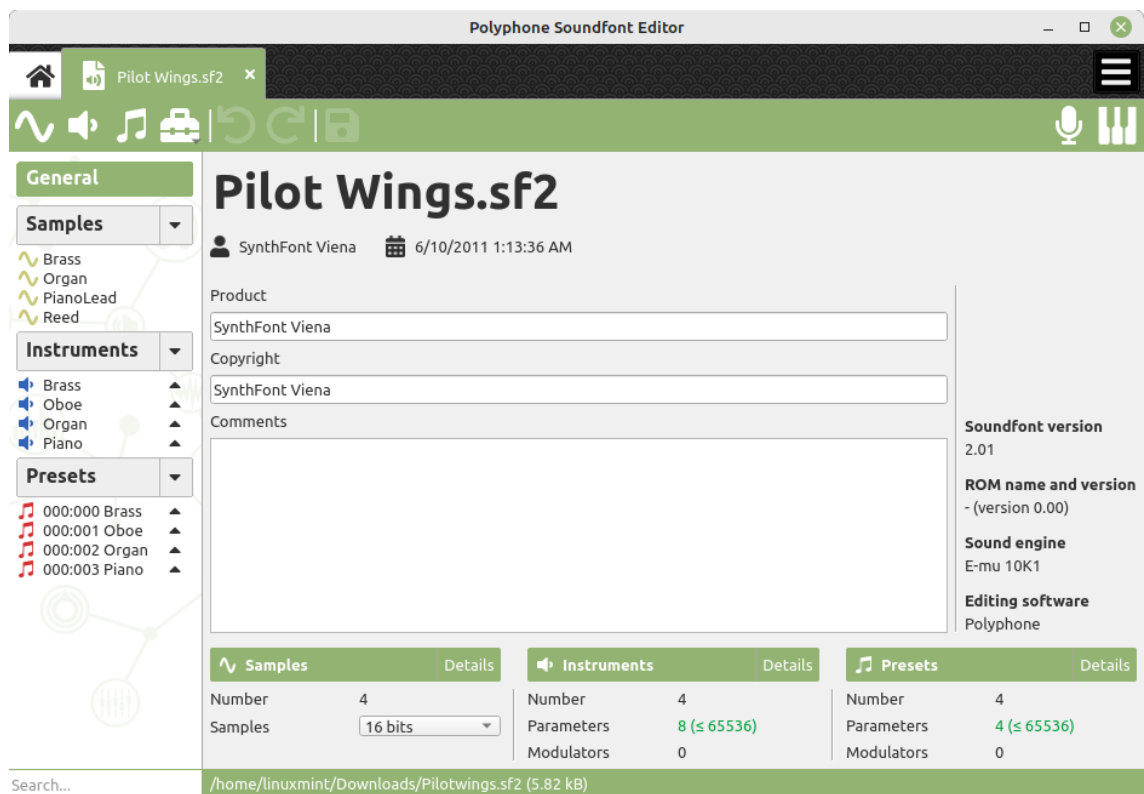 Polyphone Soundfont Editor
Pilot Wings.sf2
General
Samples
Brass
Organ
PianoLead
Reed
Instruments
Brass
Oboe
Organ
Piano
Presets
000:000 Brass
000:001 Oboe
000:002 Organ
000:003 Piano
Search...
Pilot Wings.sf2
SynthFont Viena 6/10/2011 1:13:36 AM
Product
SynthFont Viena
Copyright
SynthFont Viena
Comments
Soundfont version
2.01
ROM name and version
- (version 0.00)
Sound engine
E-mu 10K1
Editing software
Polyphone
Samples Details
Number 4
Samples 16 bits
Instruments Details
Number 4
Parameters 8 (≤ 65536)
Modulators 0
Presets Details
Number 4
Parameters 4 (≤ 65536)
Modulators 0
/home/linuxmint/Downloads/Pilotwings.sf2 (5.82 kB)